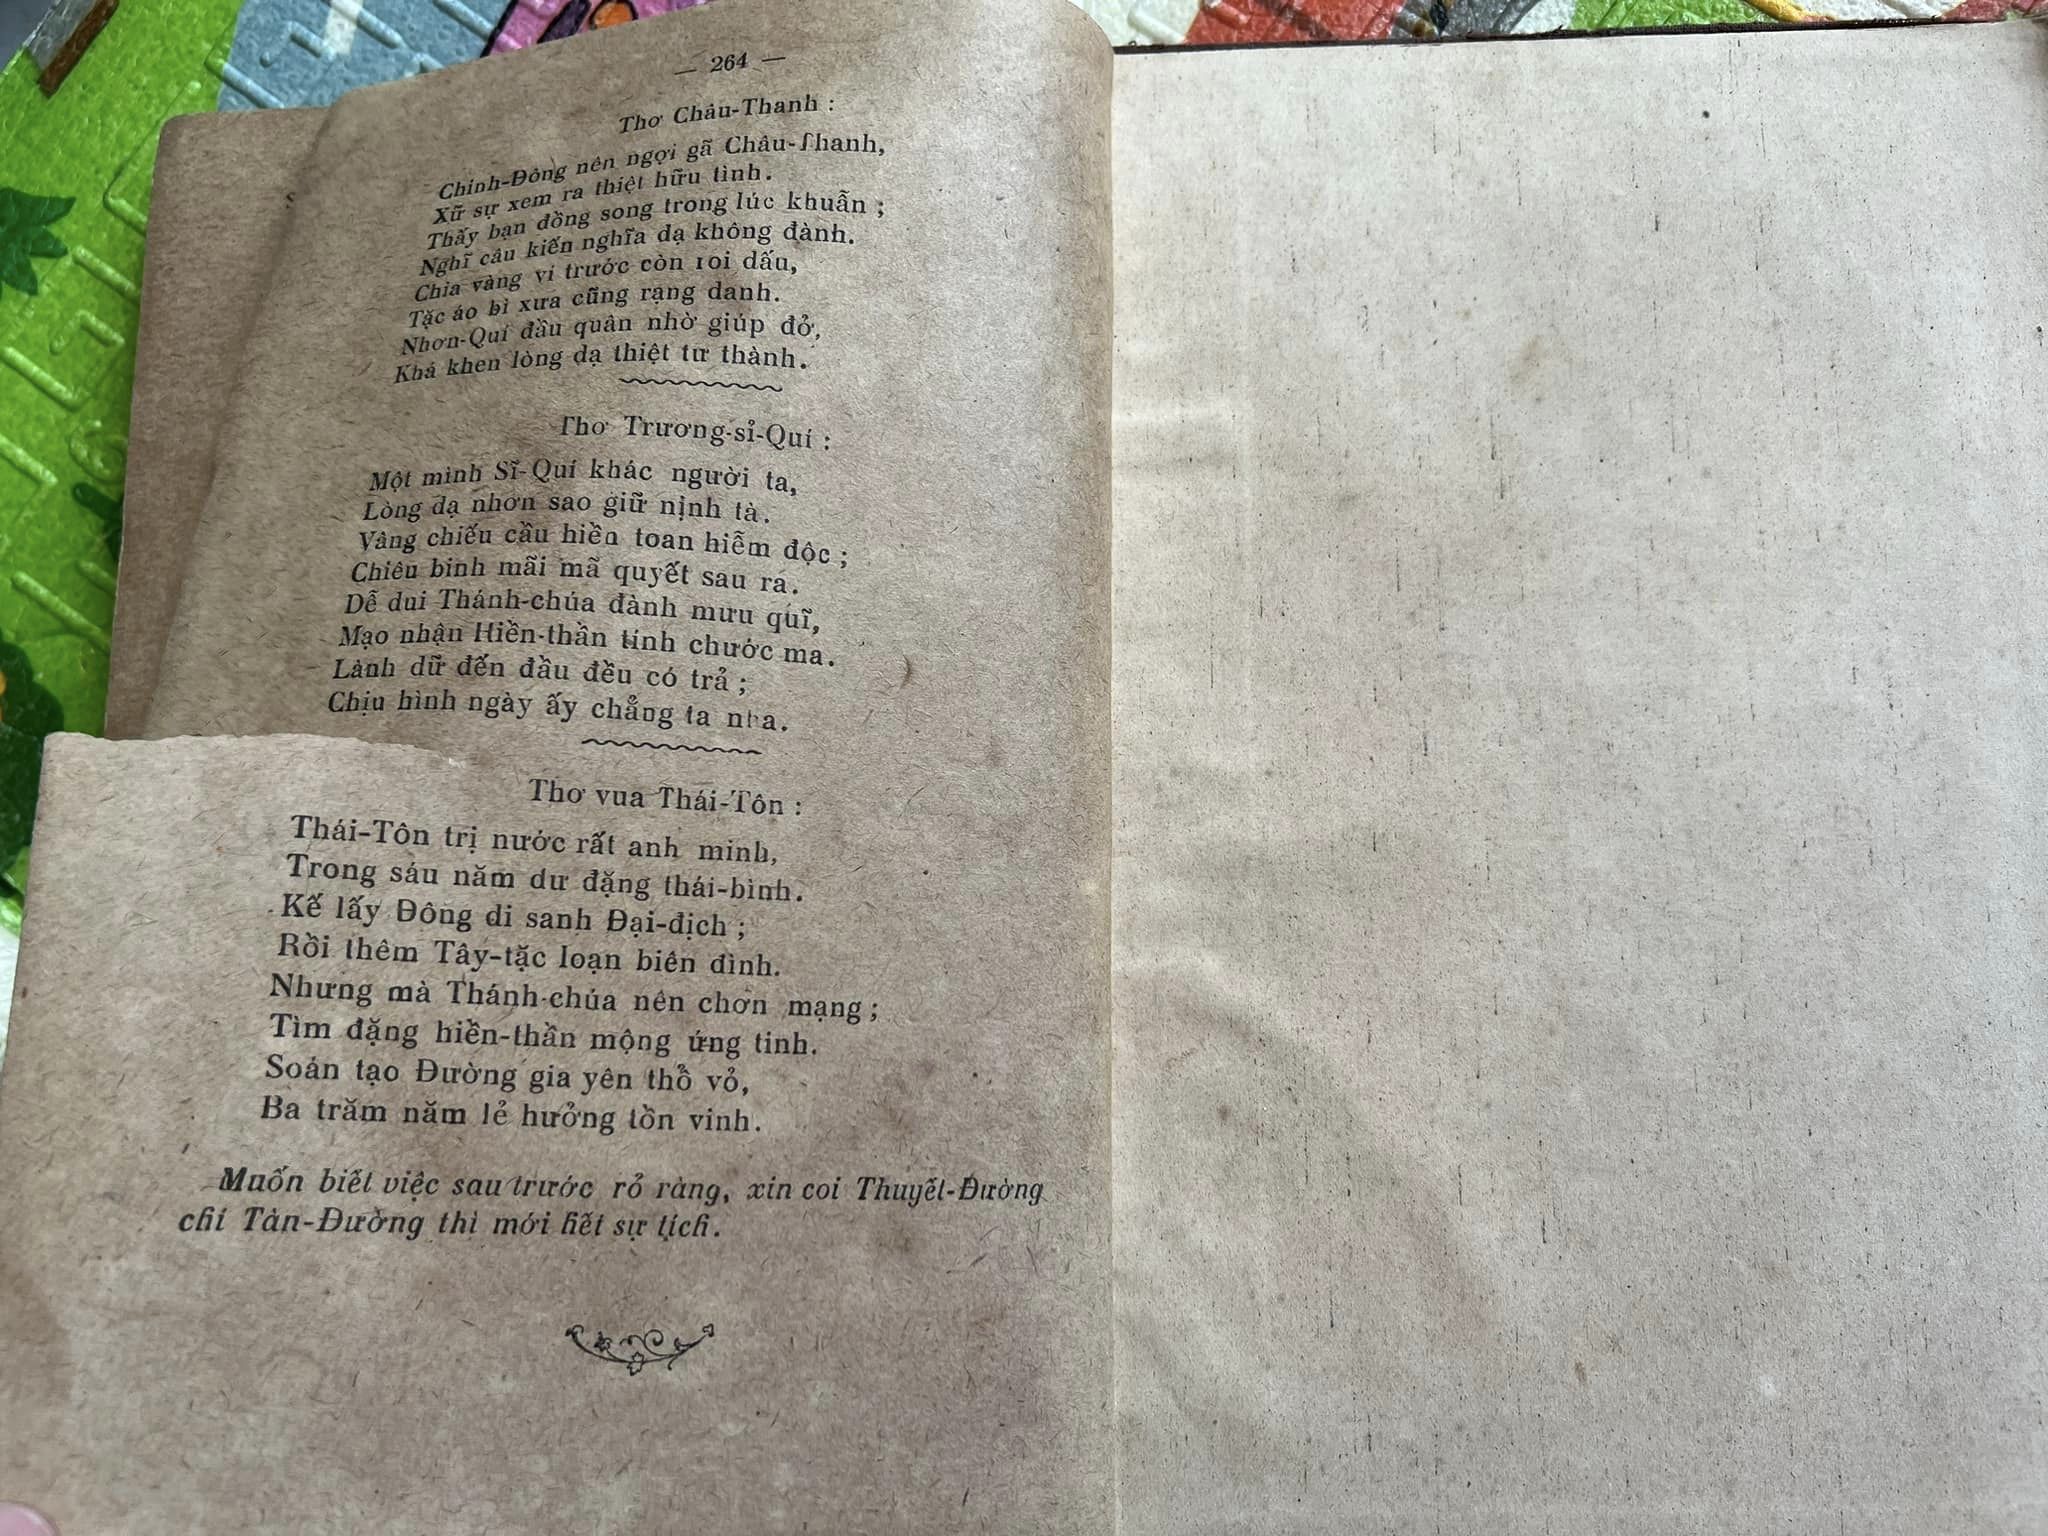 — 264 —
Thơ Châu-Thanh :
Chinh-Đông nên ngợi gã Châu-Thanh,
Xữ sự xem ra thiệt hữu tình.
Thấy bạn đồng song trong lúc khuẫn ;
Nghĩ câu kiến nghĩa dạ không đành.
Chia vàng ví trước còn roi dấu,
Tặc áo bì xưa cũng rạng danh.
Nhơn-Quí đầu quân nhờ giúp đở,
Khá khen lòng dạ thiệt tư thành.
Thơ Trương-sỉ-Quí :
Một mình Sĩ-Quí khác người ta,
Lòng dạ nhơn sao giữ nịnh tà.
Vâng chiếu cầu hiền toan hiễm độc ;
Chiêu binh mãi mã quyết sau ra.
Dễ dui Thánh-chúa đành mưu quĩ,
Mạo nhận Hiền-thần tính chước ma.
Lành dữ đến đầu đều có trả ;
Chịu hình ngày ấy chẳng ta nha.
Thơ vua Thái-Tôn :
Thái-Tôn trị nước rất anh minh,
Trong sáu năm dư đặng thái-bình.
Kế lấy Đông di sanh Đại-địch ;
Rồi thêm Tây-tặc loạn biên đình.
Nhưng mà Thánh-chúa nên chơn mạng ;
Tìm đặng hiền-thần mộng ứng tinh.
Soán tạo Đường gia yên thổ vỏ,
Ba trăm năm lẻ hưởng tồn vinh.
Muốn biết việc sau trước rỏ ràng, xin coi Thuyết-Đường
chí Tàn-Đường thì mới hết sự tích.